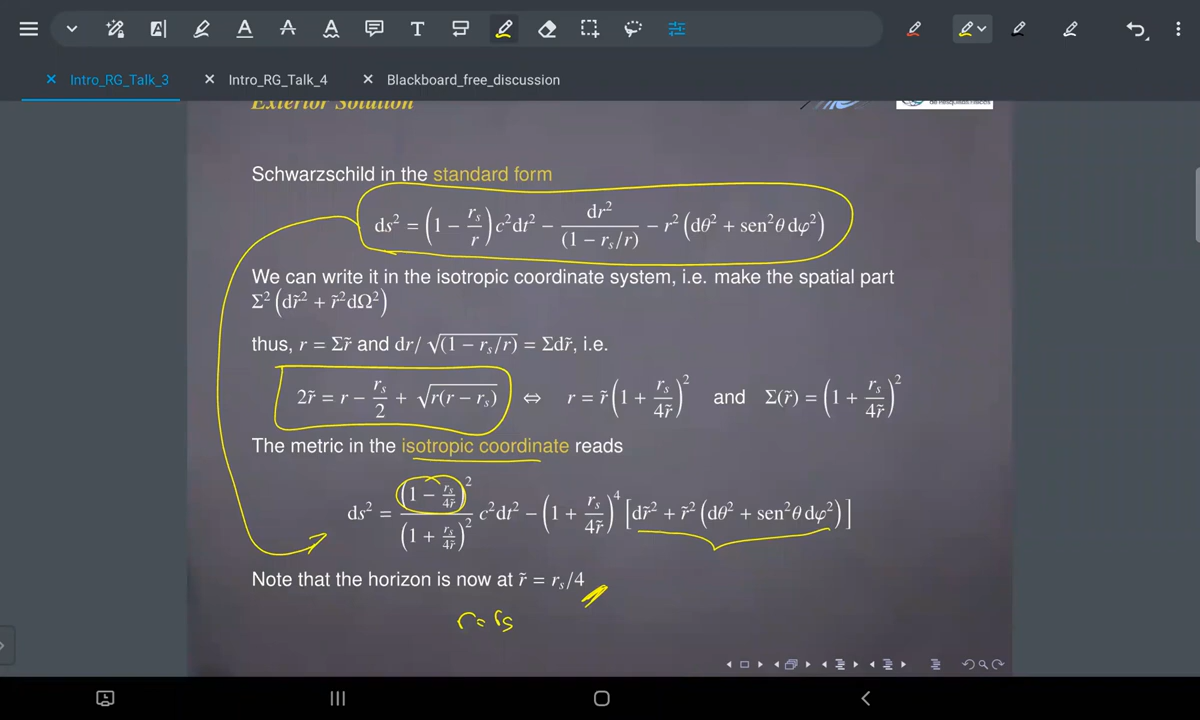 Intro_RG_Talk_3 Intro_RG_Talk_4 Blackboard_free_discussion
Exterior Solution
de Pesquisas Físicas
Schwarzschild in the standard form
ds² = (1 − r_s/r) c²dt² − dr²/(1 − r_s/r) − r² (dθ² + sen²θ dφ²)
We can write it in the isotropic coordinate system, i.e. make the spatial part
Σ² (dr̃² + r̃²dΩ²)
thus, r = Σr̃ and dr/ √(1 − r_s/r) = Σdr̃, i.e.
2r̃ = r − r_s/2 + √r(r − r_s) ⇔ r = r̃ (1 + r_s/4r̃)² and Σ(r̃) = (1 + r_s/4r̃)²
The metric in the isotropic coordinate reads
ds² = (1 − r_s/4r̃)²/(1 + r_s/4r̃)² c²dt² − (1 + r_s/4r̃)⁴ [dr̃² + r̃² (dθ² + sen²θ dφ²)]
Note that the horizon is now at r̃ = r_s/4
r = r_s